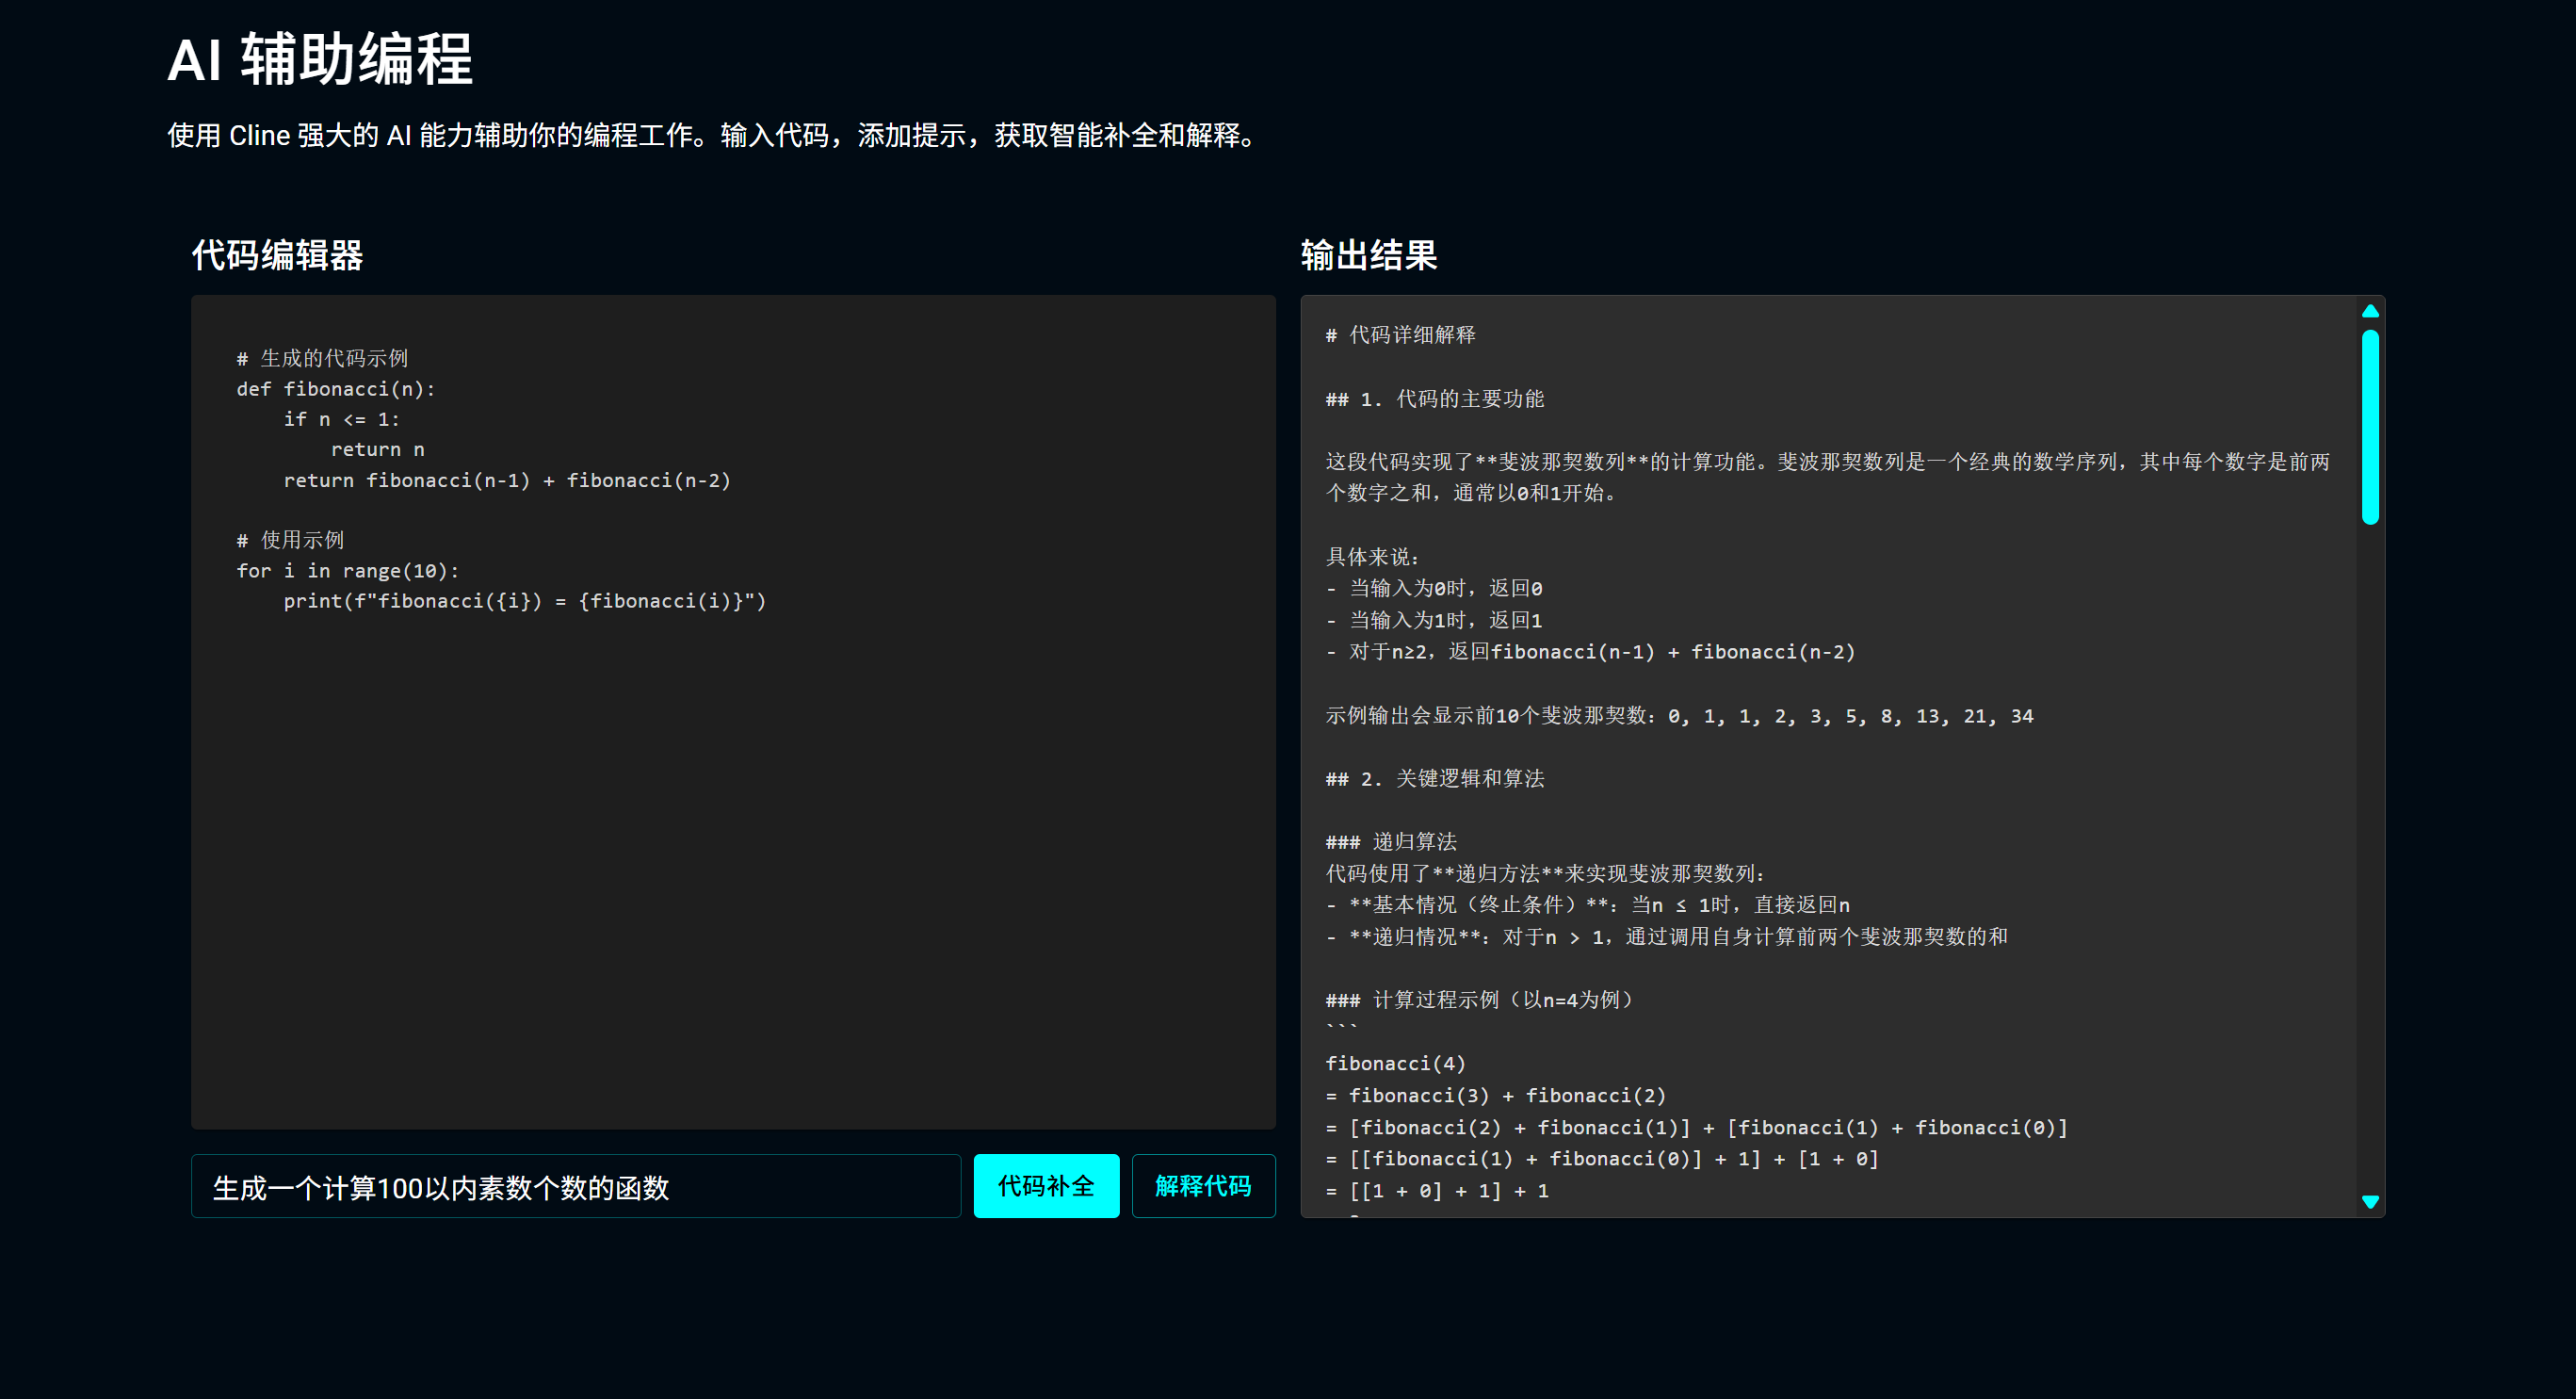 AI 辅助编程
使用 Cline 强大的 AI 能力辅助你的编程工作。输入代码，添加提示，获取智能补全和解释。
代码编辑器
# 生成的代码示例
def fibonacci(n):
    if n <= 1:
        return n
    return fibonacci(n-1) + fibonacci(n-2)
# 使用示例
for i in range(10):
    print(f"fibonacci({i}) = {fibonacci(i)}")
生成一个计算100以内素数个数的函数
代码补全
解释代码
输出结果
# 代码详细解释
## 1. 代码的主要功能
这段代码实现了**斐波那契数列**的计算功能。斐波那契数列是一个经典的数学序列，其中每个数字是前两
个数字之和，通常以0和1开始。
具体来说：
- 当输入为0时，返回0
- 当输入为1时，返回1
- 对于n≥2，返回fibonacci(n-1) + fibonacci(n-2)
示例输出会显示前10个斐波那契数：0, 1, 1, 2, 3, 5, 8, 13, 21, 34
## 2. 关键逻辑和算法
### 递归算法
代码使用了**递归方法**来实现斐波那契数列：
- **基本情况（终止条件）**：当n ≤ 1时，直接返回n
- **递归情况**：对于n > 1，通过调用自身计算前两个斐波那契数的和
### 计算过程示例（以n=4为例）
```
fibonacci(4)
= fibonacci(3) + fibonacci(2)
= [fibonacci(2) + fibonacci(1)] + [fibonacci(1) + fibonacci(0)]
= [[fibonacci(1) + fibonacci(0)] + 1] + [1 + 0]
= [[1 + 0] + 1] + 1